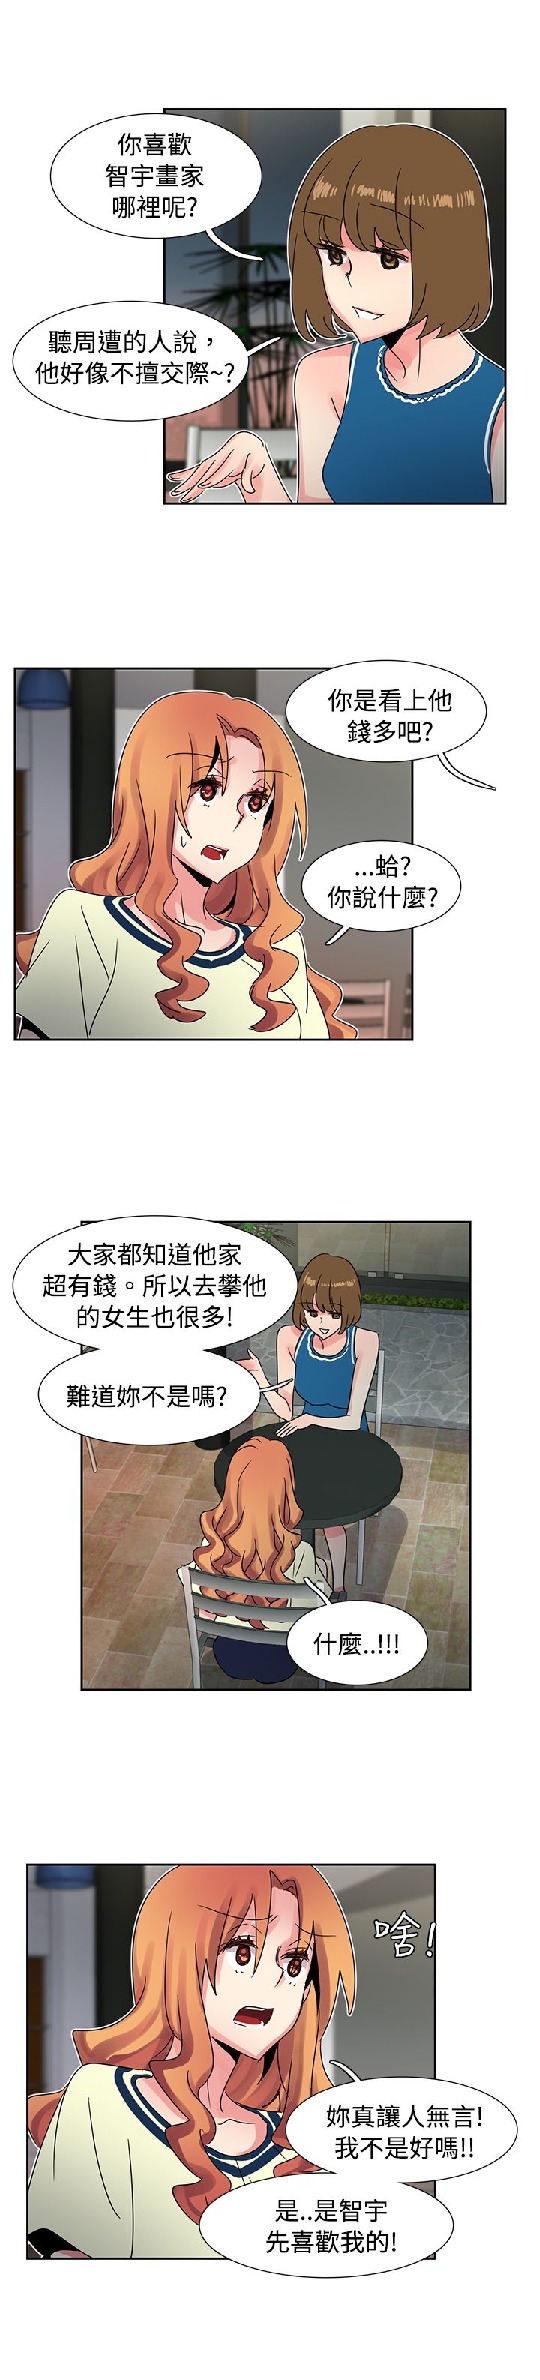 你喜歡
智宇畫家
哪裡呢?
聽周遭的人說，
他好像不擅交際~?
你是看上他
錢多吧?
...蛤?
你說什麼?
大家都知道他家
超有錢。所以去攀他
的女生也很多!
難道妳不是嗎?
什麼..!!!
啥!
妳真讓人無言!
我不是好嗎!!
是..是智宇
先喜歡我的!